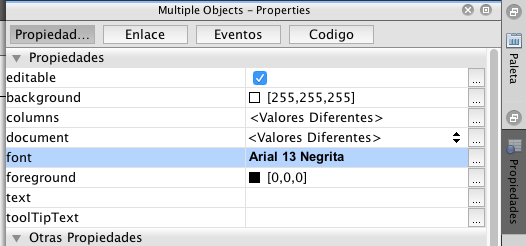 Multiple Objects – Properties
Propiedad... Enlace Eventos Codigo
Propiedades
editable ...
background [255,255,255] ...
columns <Valores Diferentes> ...
document <Valores Diferentes> ...
font Arial 13 Negrita ...
foreground [0,0,0] ...
text ...
toolTipText ...
Otras Propiedades
Paleta
Propiedades